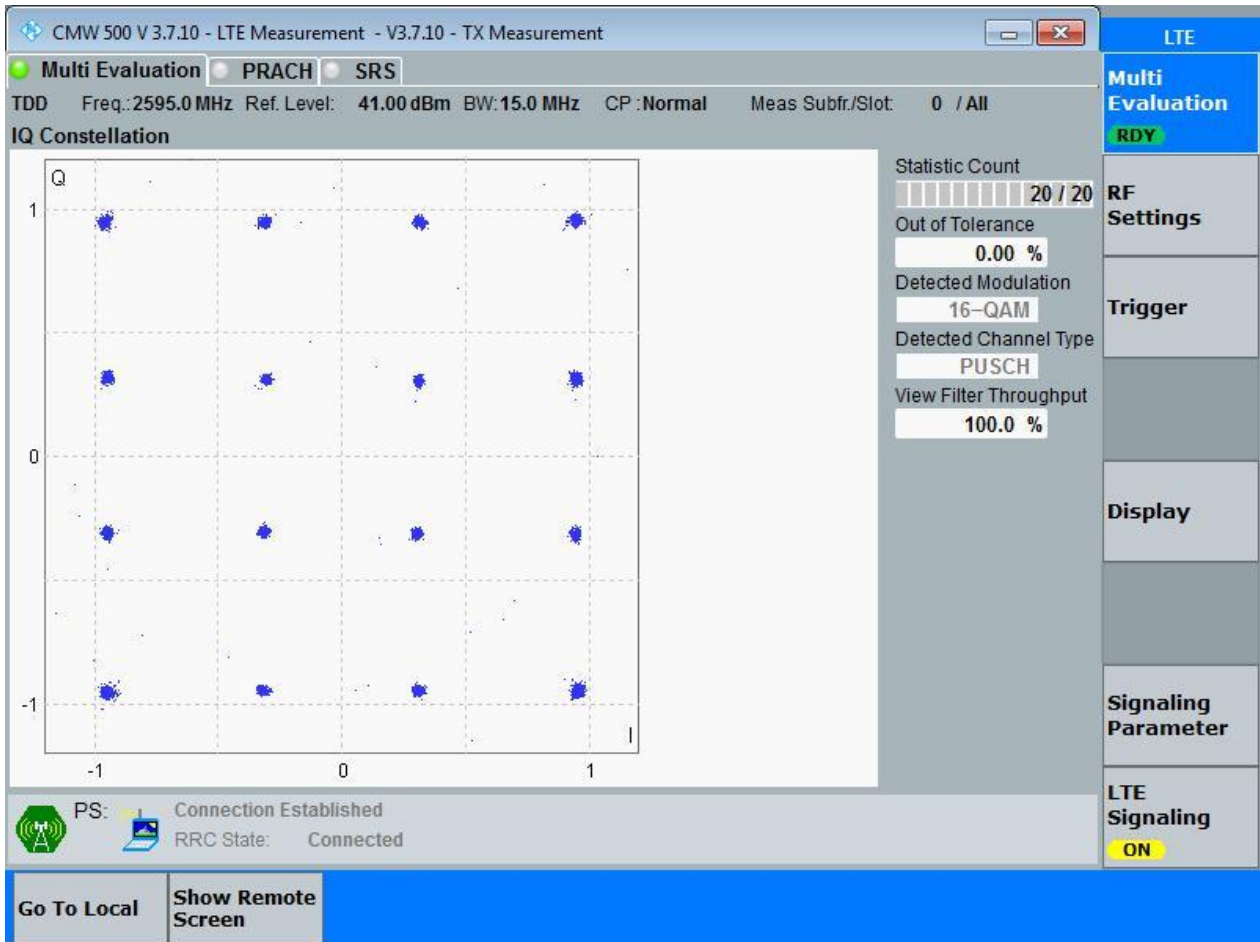 CMW 500 V 3.7.10 - LTE Measurement - V3.7.10 - TX Measurement
Multi Evaluation PRACH SRS
TDD Freq.: 2595.0 MHz Ref. Level: 41.00 dBm BW: 15.0 MHz CP : Normal Meas Subfr./Slot: 0 / All
IQ Constellation
Q
1
0
-1
I
-1 0 1
Statistic Count
20 / 20
Out of Tolerance
0.00 %
Detected Modulation
16-QAM
Detected Channel Type
PUSCH
View Filter Throughput
100.0 %
PS: Connection Established
RRC State: Connected
LTE
Multi
Evaluation
RDY
RF
Settings
Trigger
Display
Signaling
Parameter
LTE
Signaling
ON
Go To Local
Show Remote
Screen